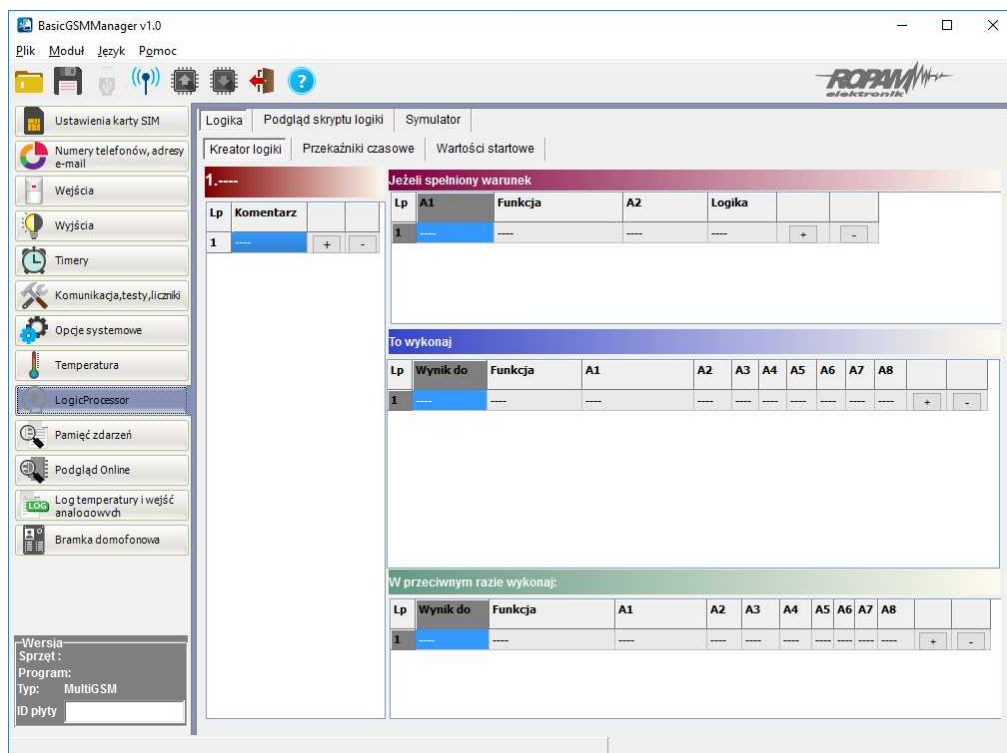 BasicGSMManager v1.0
Plik Moduł Język Pomoc
ROPAM
elektronik
Ustawienia karty SIM
Numery telefonów, adresy
e-mail
Wejścia
Wyjścia
Timery
Komunikacja,testy,liczniki
Opcje systemowe
Temperatura
LogicProcessor
Pamięć zdarzeń
Podgląd Online
LOG
Log temperatury i wejść
analogowych
Bramka domofonowa
Wersja
Sprzęt :
Program:
Typ: MultiGSM
ID płyty
Logika Podgląd skryptu logiki Symulator
Kreator logiki Przekaźniki czasowe Wartości startowe
1.----
Lp Komentarz
1 ---- + -
Jeżeli spełniony warunek
Lp A1 Funkcja A2 Logika
1 ---- ---- ---- ---- + -
To wykonaj
Lp Wynik do Funkcja A1 A2 A3 A4 A5 A6 A7 A8
1 ---- ---- ---- ---- ---- ---- ---- ---- ---- ---- + -
W przeciwnym razie wykonaj:
Lp Wynik do Funkcja A1 A2 A3 A4 A5 A6 A7 A8
1 ---- ---- ---- ---- ---- ---- ---- ---- ---- ---- + -